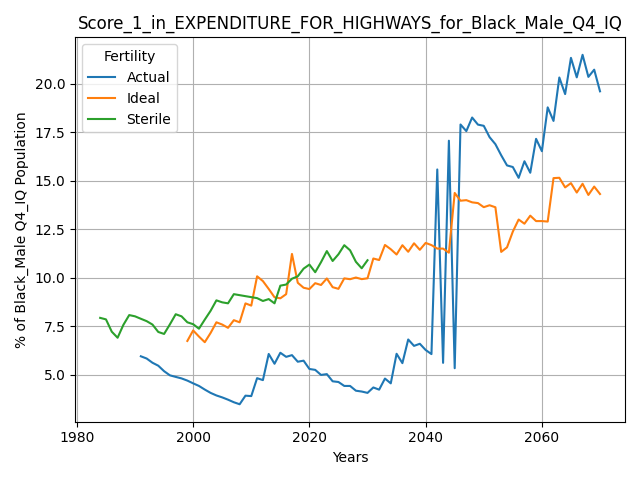 Score_1_in_EXPENDITURE_FOR_HIGHWAYS_for_Black_Male_Q4_IQ
Fertility
Actual
Ideal
Sterile
% of Black_Male Q4_IQ Population
20.0
17.5
15.0
12.5
10.0
7.5
5.0
1980
2000
2020
2040
2060
Years